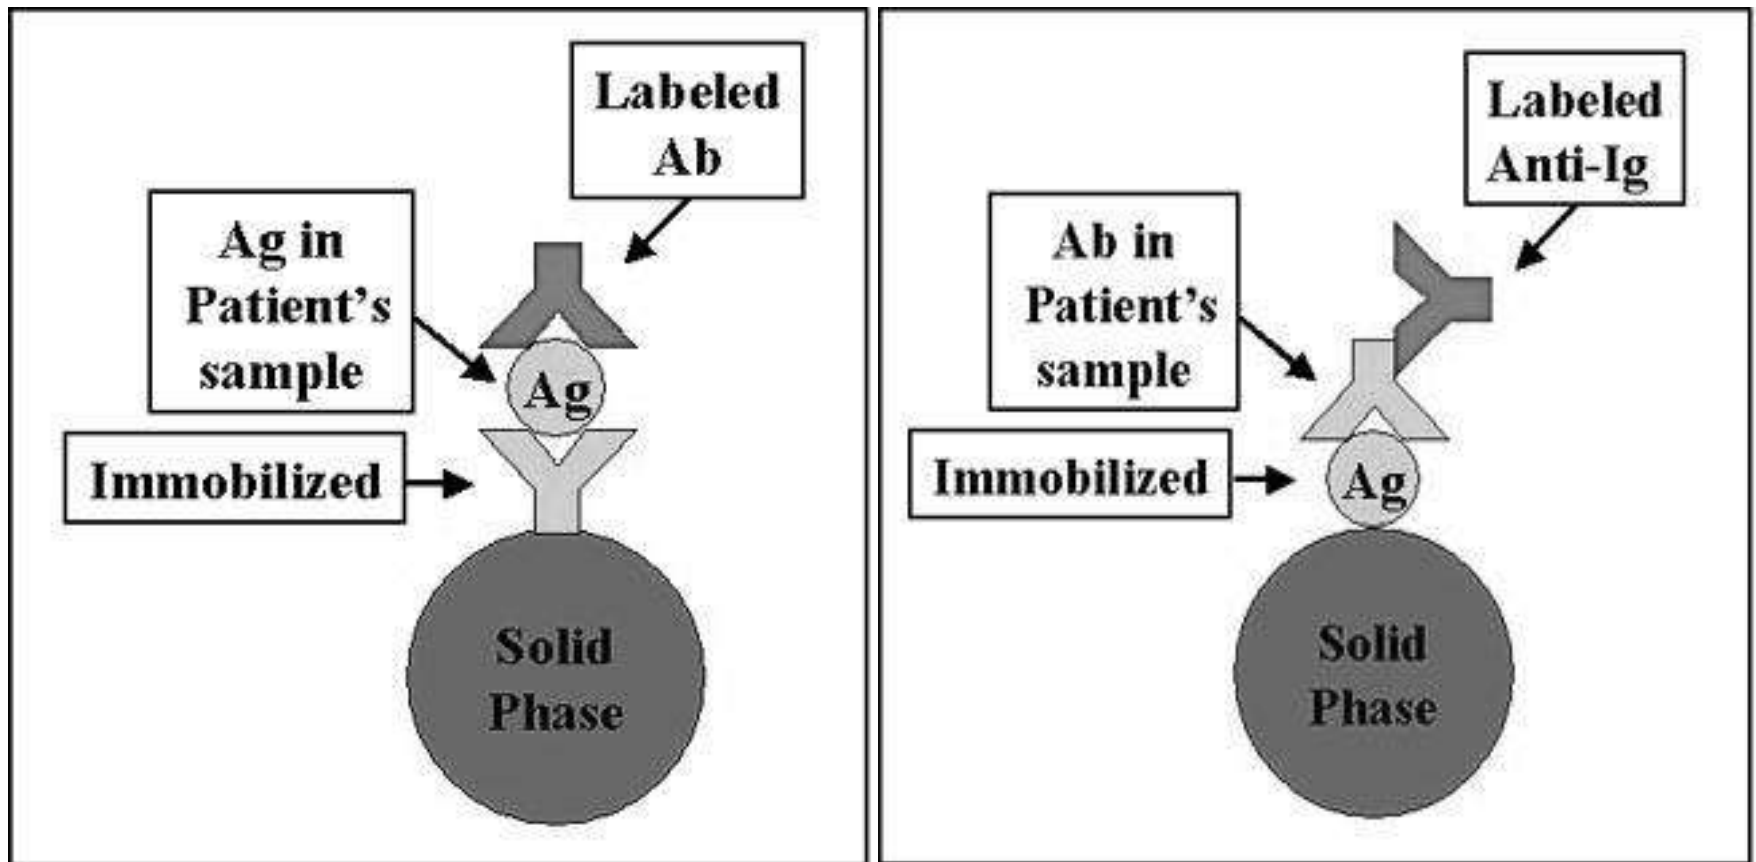 Labeled
Ab
Ag in
Patient's
sample
Ag
Immobilized
Solid
Phase
Labeled
Anti-Ig
Ab in
Patient's
sample
Immobilized
Ag
Solid
Phase